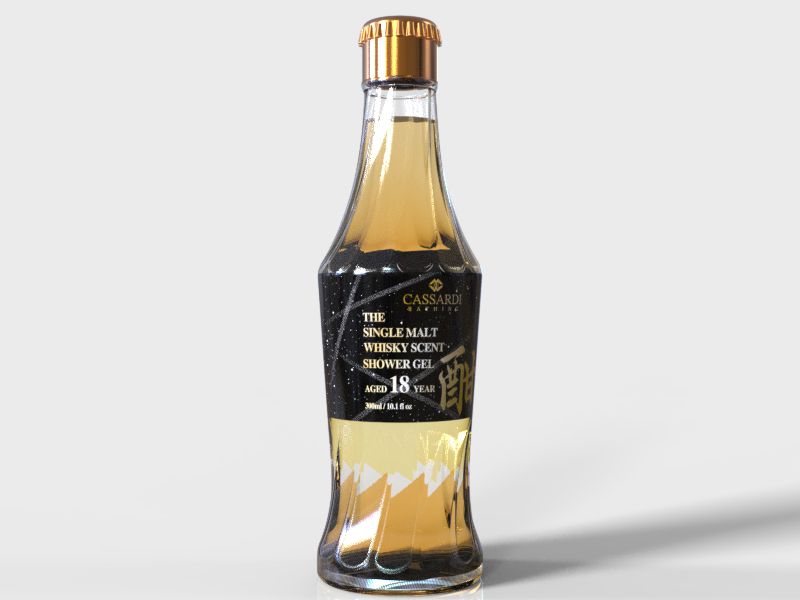 CASSARDI
THE
SINGLE MALT
WHISKY SCENT
SHOWER GEL
AGED 18 YEAR
300ml / 10.1 fl oz